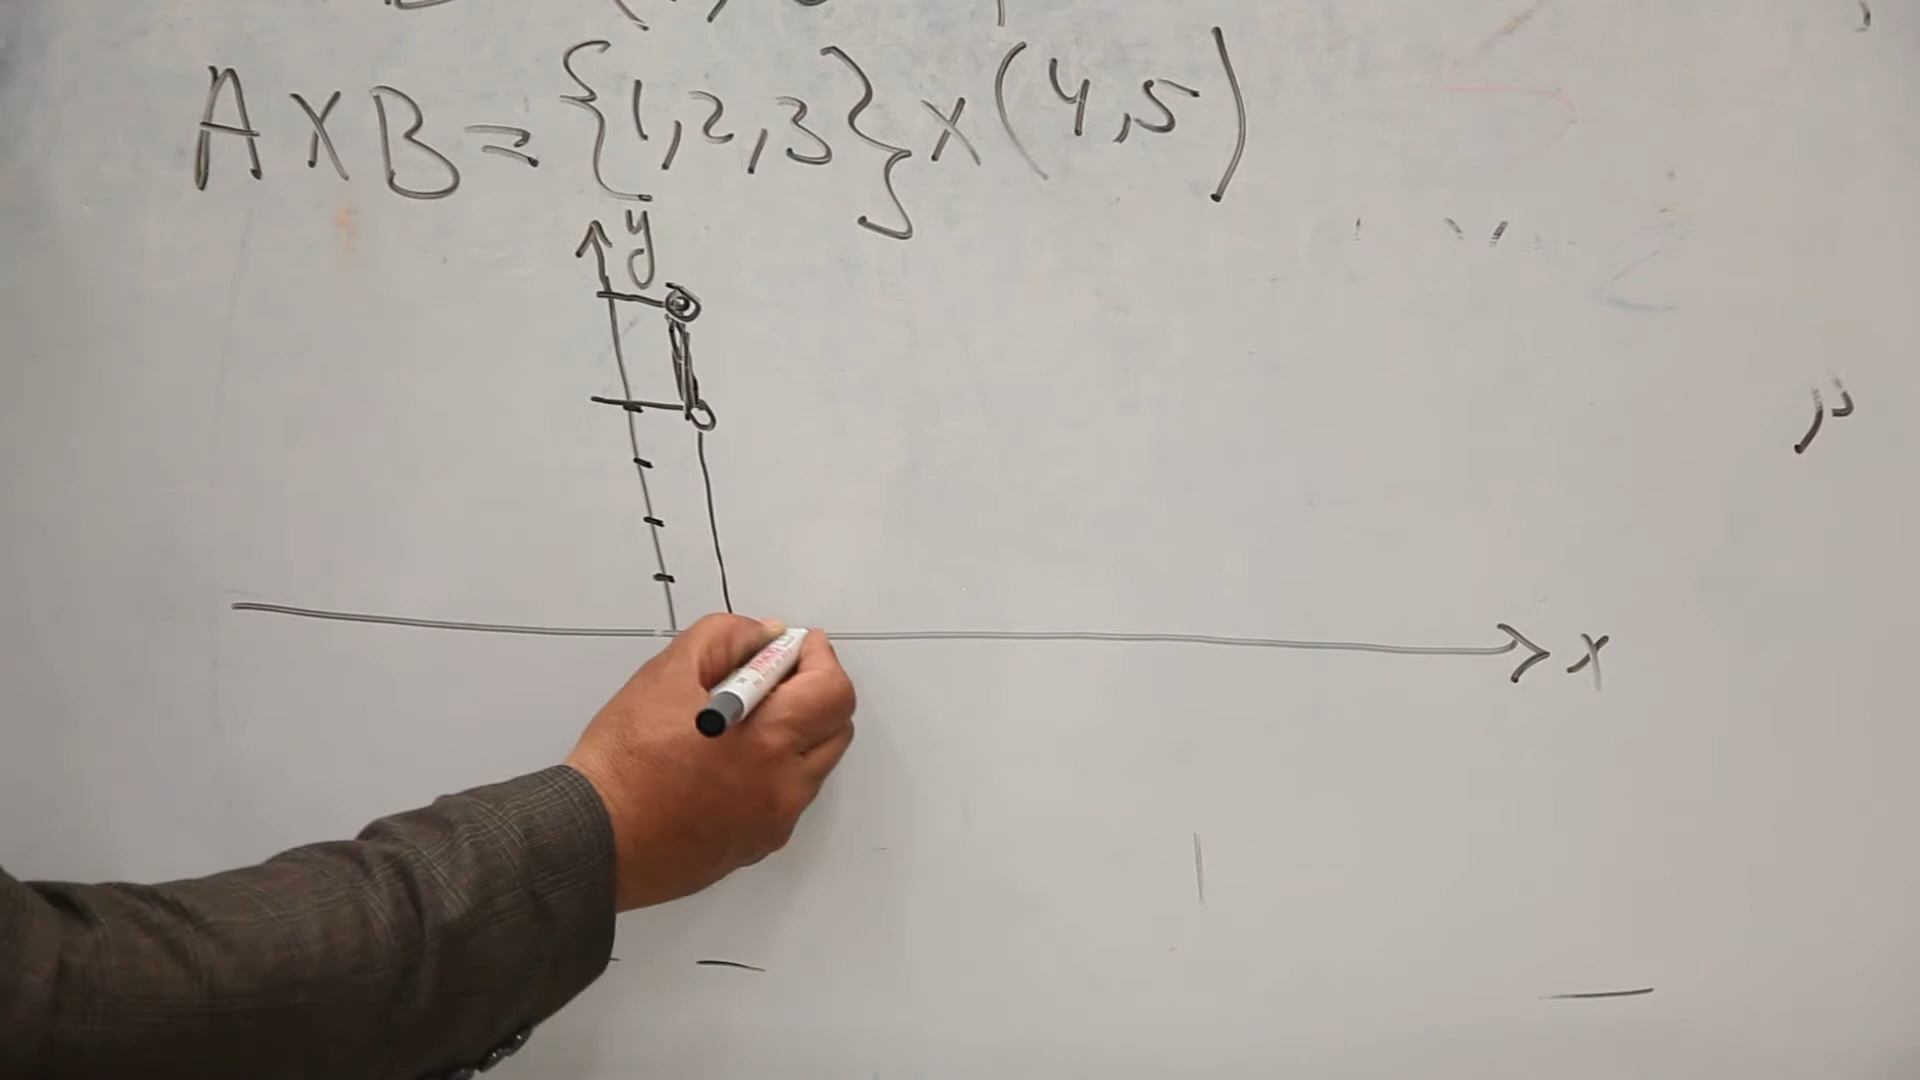 A X B = {1,2,3} x (4,5)
y
x